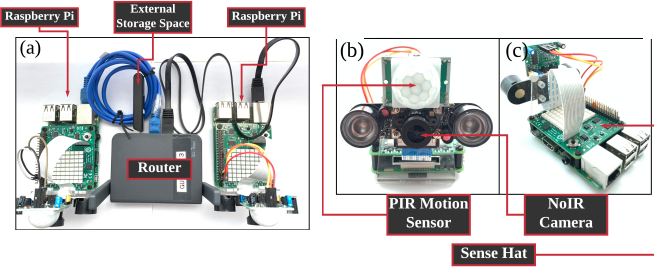 Raspberry Pi
External
Storage Space
Raspberry Pi
(a)
(b)
(c)
Router
PIR Motion
Sensor
NoIR
Camera
Sense Hat